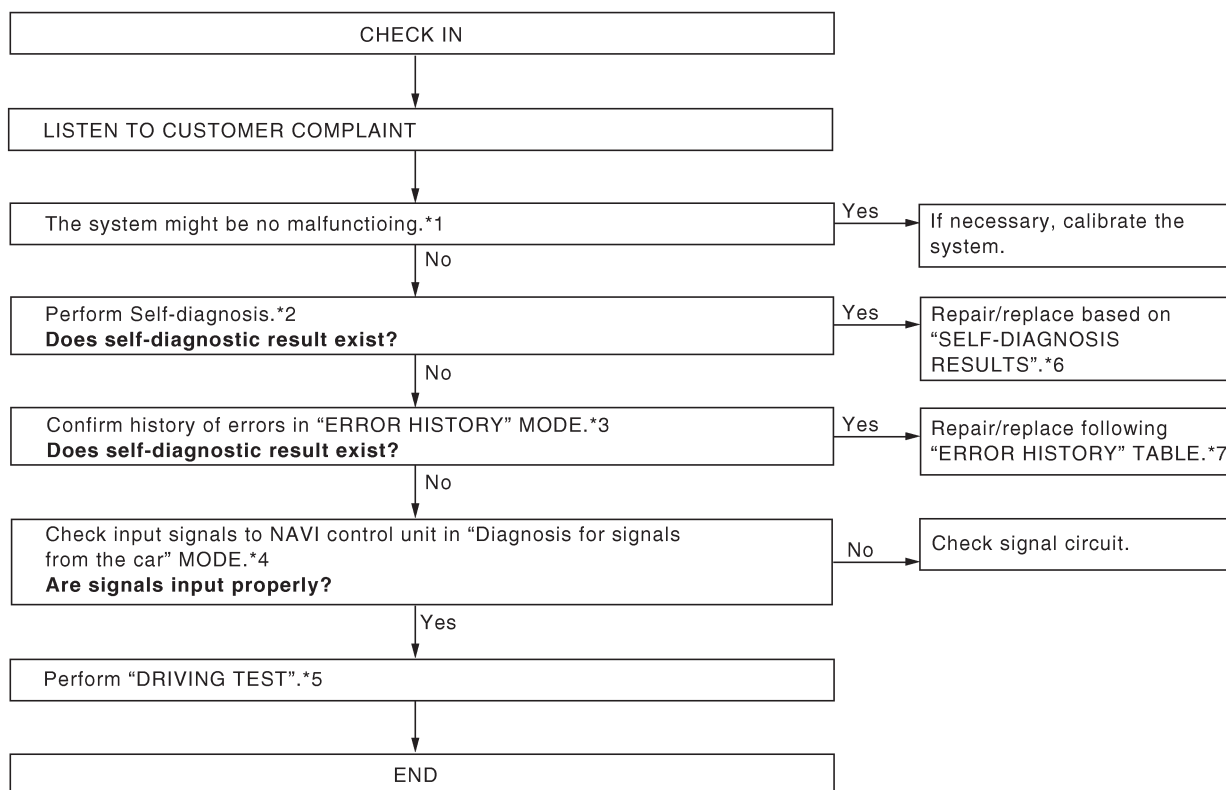 CHECK IN
LISTEN TO CUSTOMER COMPLAINT
The system might be no malfunctioing.*1
Yes
If necessary, calibrate the
system.
No
Perform Self-diagnosis.*2
Does self-diagnostic result exist?
Yes
Repair/replace based on
“SELF-DIAGNOSIS
RESULTS”.*6
No
Confirm history of errors in “ERROR HISTORY” MODE.*3
Does self-diagnostic result exist?
Yes
Repair/replace following
“ERROR HISTORY” TABLE.*7
No
Check input signals to NAVI control unit in “Diagnosis for signals
from the car” MODE.*4
Are signals input properly?
No
Check signal circuit.
Yes
Perform “DRIVING TEST”.*5
END